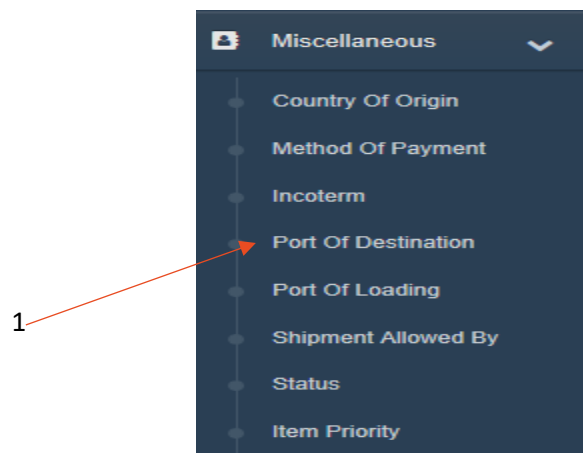 Miscellaneous
Country Of Origin
Method Of Payment
Incoterm
Port Of Destination
Port Of Loading
1
Shipment Allowed By
Status
Item Priority